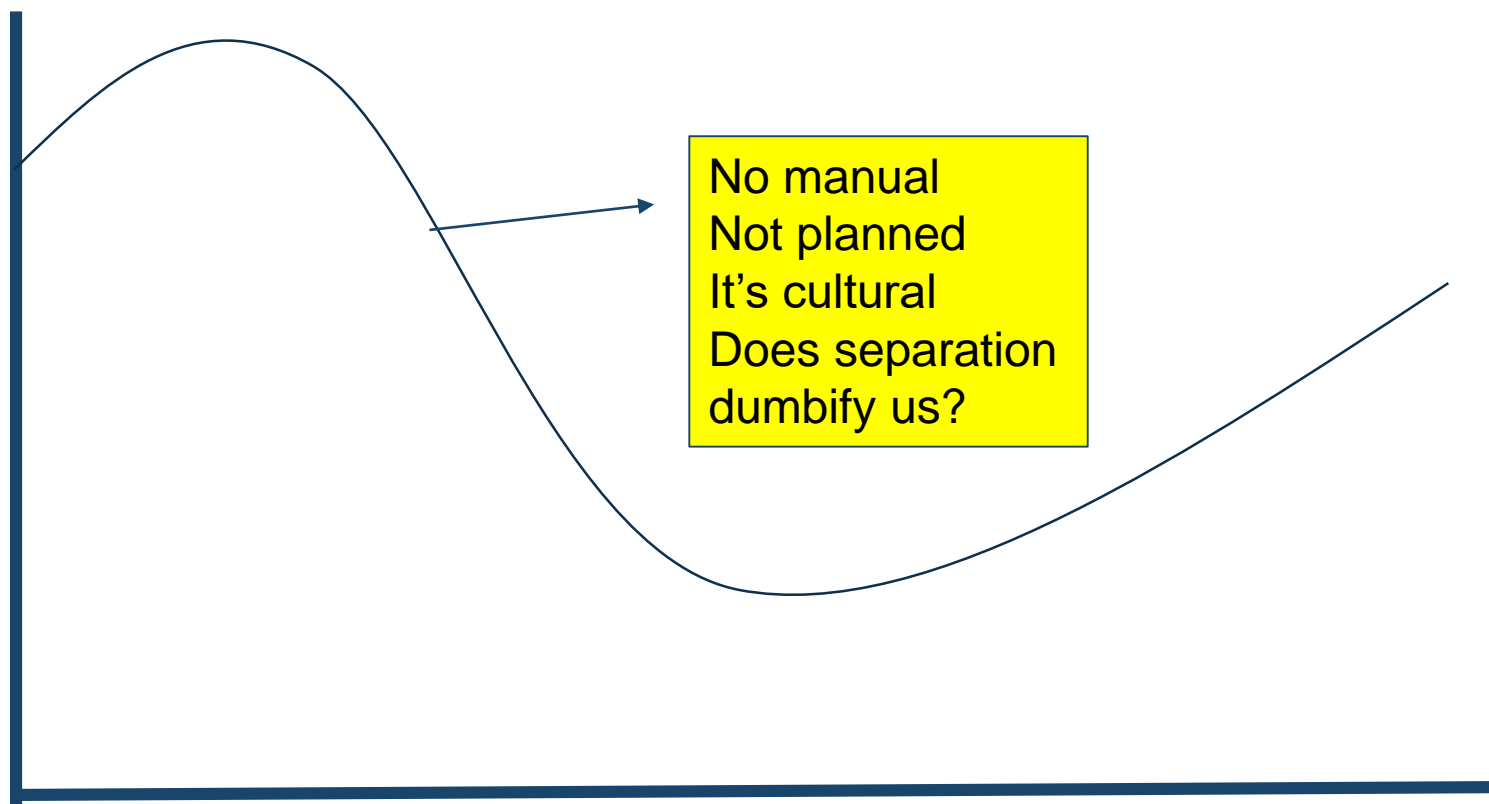 No manual
Not planned
It’s cultural
Does separation
dumbify us?